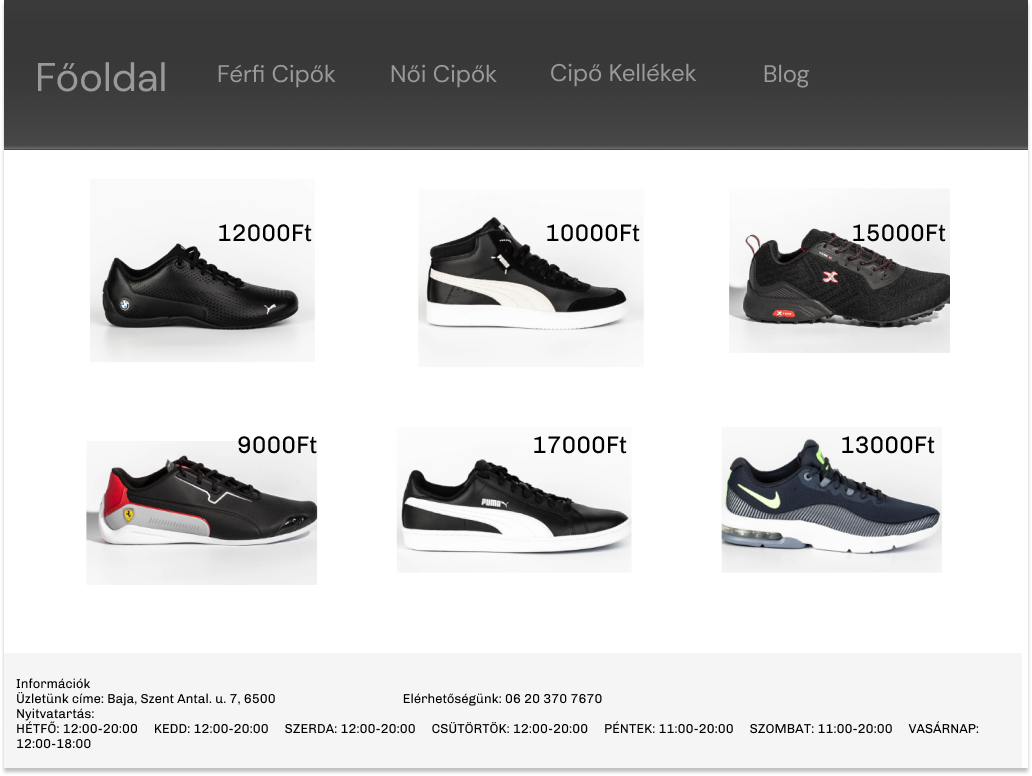 Főoldal Férfi Cipők Női Cipők Cipő Kellékek Blog
12000Ft 10000Ft 15000Ft
9000Ft 17000Ft 13000Ft
PUMA
Információk
Üzletünk címe: Baja, Szent Antal. u. 7, 6500 Elérhetőségünk: 06 20 370 7670
Nyitvatartás:
HÉTFŐ: 12:00-20:00 KEDD: 12:00-20:00 SZERDA: 12:00-20:00 CSÜTÖRTÖK: 12:00-20:00 PÉNTEK: 11:00-20:00 SZOMBAT: 11:00-20:00 VASÁRNAP:
12:00-18:00